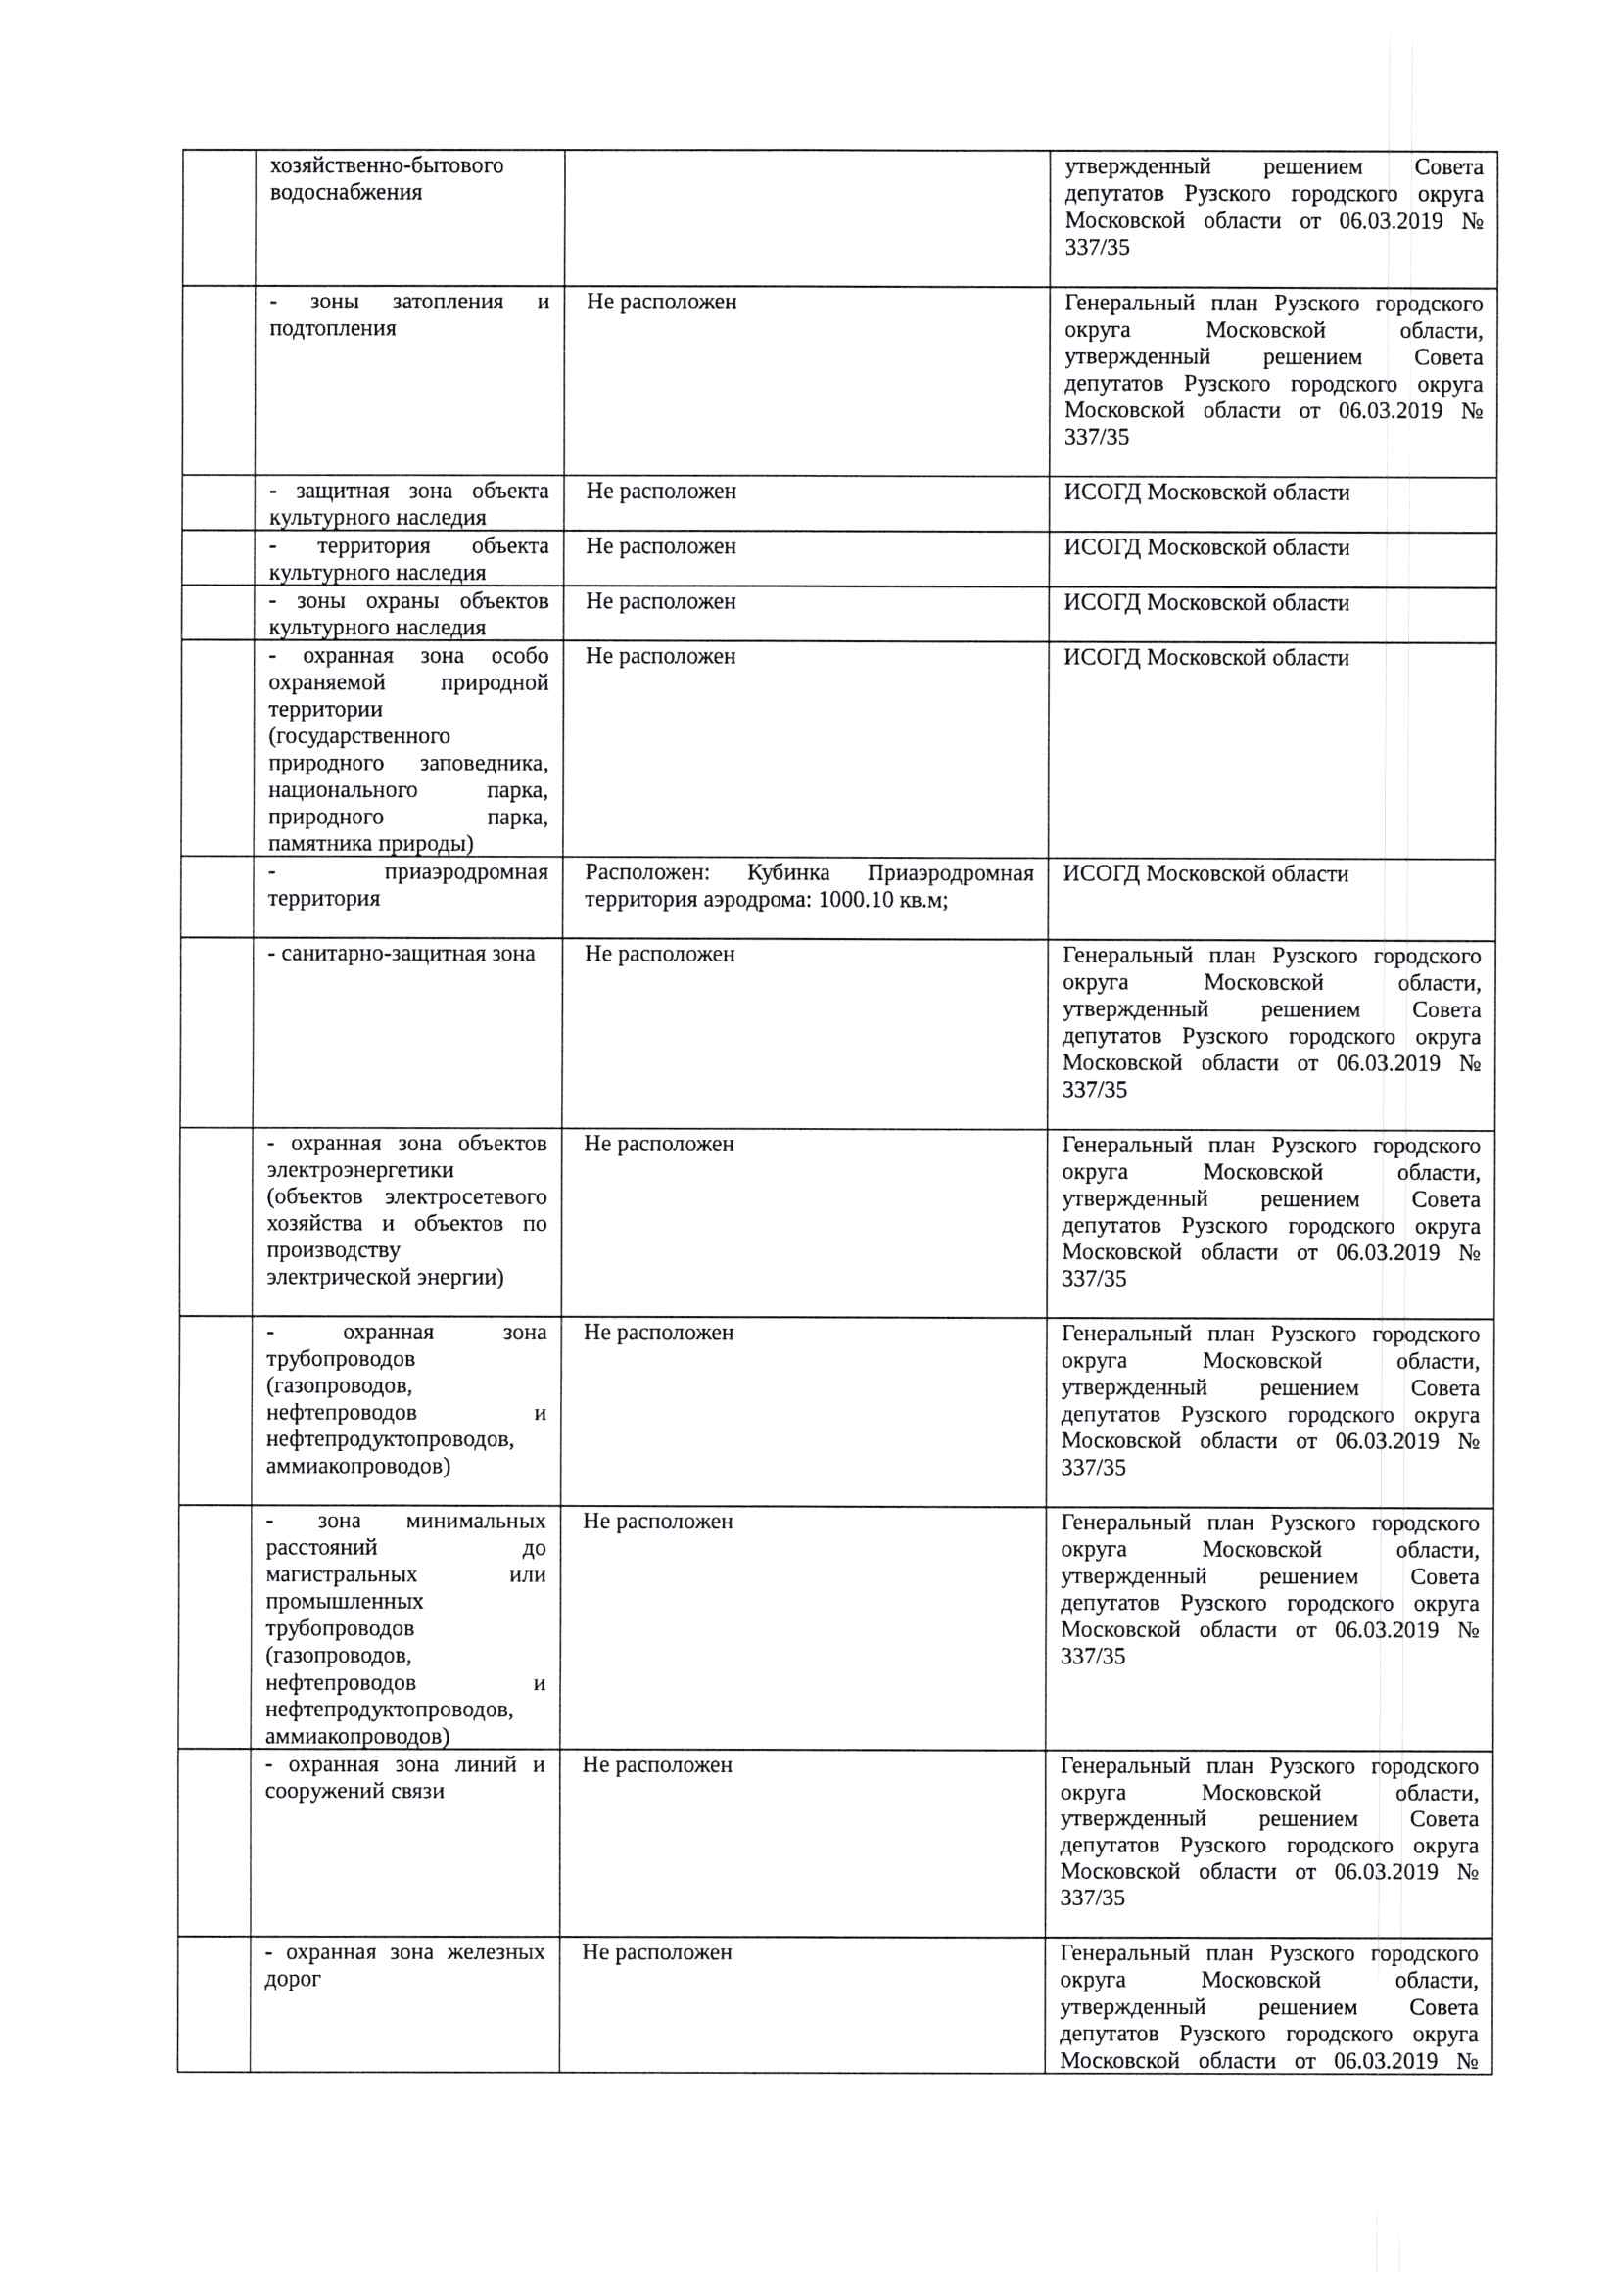 хозяйственно-бытового
водоснабжения
утвержденный решением Совета
депутатов Рузского городского округа
Московской области от 06.03.2019 №
337/35
- зоны затопления и
подтопления
Не расположен
Генеральный план Рузского городского
округа Московской области,
утвержденный решением Совета
депутатов Рузского городского округа
Московской области от 06.03.2019 №
337/35
- защитная зона объекта
культурного наследия
Не расположен
ИСОГД Московской области
- территория объекта
культурного наследия
Не расположен
ИСОГД Московской области
- зоны охраны объектов
культурного наследия
Не расположен
ИСОГД Московской области
- охранная зона особо
охраняемой природной
территории
(государственного
природного заповедника,
национального парка,
природного парка,
памятника природы)
Не расположен
ИСОГД Московской области
- приаэродромная
территория
Расположен: Кубинка Приаэродромная
территория аэродрома: 1000.10 кв.м;
ИСОГД Московской области
- санитарно-защитная зона
Не расположен
Генеральный план Рузского городского
округа Московской области,
утвержденный решением Совета
депутатов Рузского городского округа
Московской области от 06.03.2019 №
337/35
- охранная зона объектов
электроэнергетики
(объектов электросетевого
хозяйства и объектов по
производству
электрической энергии)
Не расположен
Генеральный план Рузского городского
округа Московской области,
утвержденный решением Совета
депутатов Рузского городского округа
Московской области от 06.03.2019 №
337/35
- охранная зона
трубопроводов
(газопроводов,
нефтепроводов и
нефтепродуктопроводов,
аммиакопроводов)
Не расположен
Генеральный план Рузского городского
округа Московской области,
утвержденный решением Совета
депутатов Рузского городского округа
Московской области от 06.03.2019 №
337/35
- зона минимальных
расстояний до
магистральных или
промышленных
трубопроводов
(газопроводов,
нефтепроводов и
нефтепродуктопроводов,
аммиакопроводов)
Не расположен
Генеральный план Рузского городского
округа Московской области,
утвержденный решением Совета
депутатов Рузского городского округа
Московской области от 06.03.2019 №
337/35
- охранная зона линий и
сооружений связи
Не расположен
Генеральный план Рузского городского
округа Московской области,
утвержденный решением Совета
депутатов Рузского городского округа
Московской области от 06.03.2019 №
337/35
- охранная зона железных
дорог
Не расположен
Генеральный план Рузского городского
округа Московской области,
утвержденный решением Совета
депутатов Рузского городского округа
Московской области от 06.03.2019 №